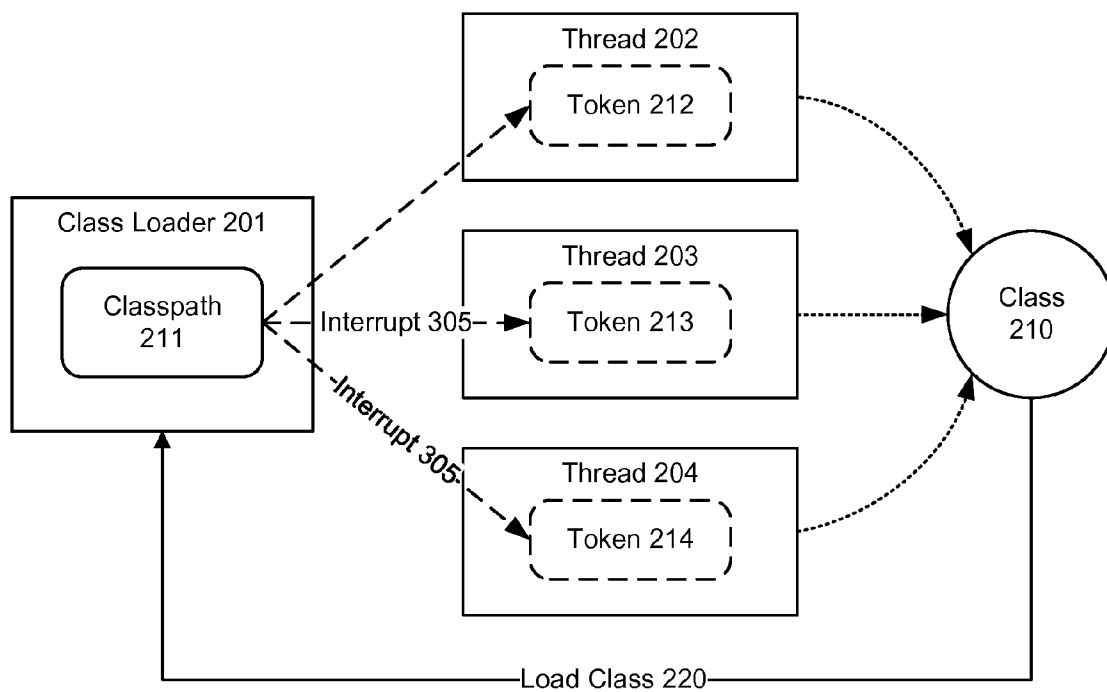 Thread 202
Token 212
Class Loader 201
Classpath
211
Thread 203
Interrupt 305
Token 213
Class
210
Interrupt 305
Thread 204
Token 214
Load Class 220